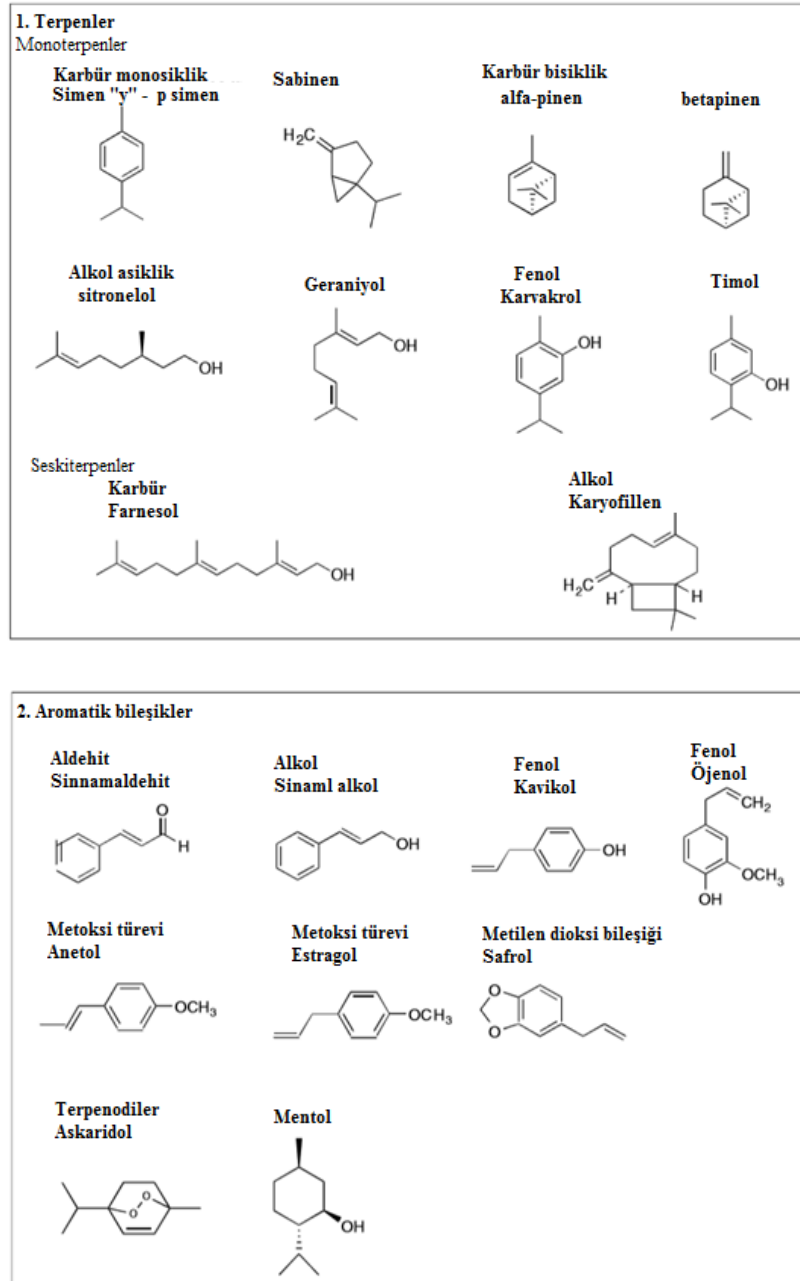 1. Terpenler
Monoterpenler
Karbür monosiklik
Simen "y" - p simen
Sabinen
Karbür bisiklik
alfa-pinen
betapinen
H2C
Alkol asiklik
sitronelol
Geraniyol
Fenol
Karvakrol
Timol
OH
OH
OH
OH
Seskiterpenler
Karbür
Farnesol
Alkol
Karyofillen
OH
H2C
H
H
2. Aromatik bileşikler
Aldehit
Sinnamaldehit
Alkol
Sinaml alkol
Fenol
Kavikol
Fenol
Öjenol
O
H
OH
OH
CH2
OCH3
OH
Metoksi türevi
Anetol
Metoksi türevi
Estragol
Metilen dioksi bileşiği
Safrol
OCH3
OCH3
O
O
Terpenodiler
Askaridol
Mentol
O
O
OH